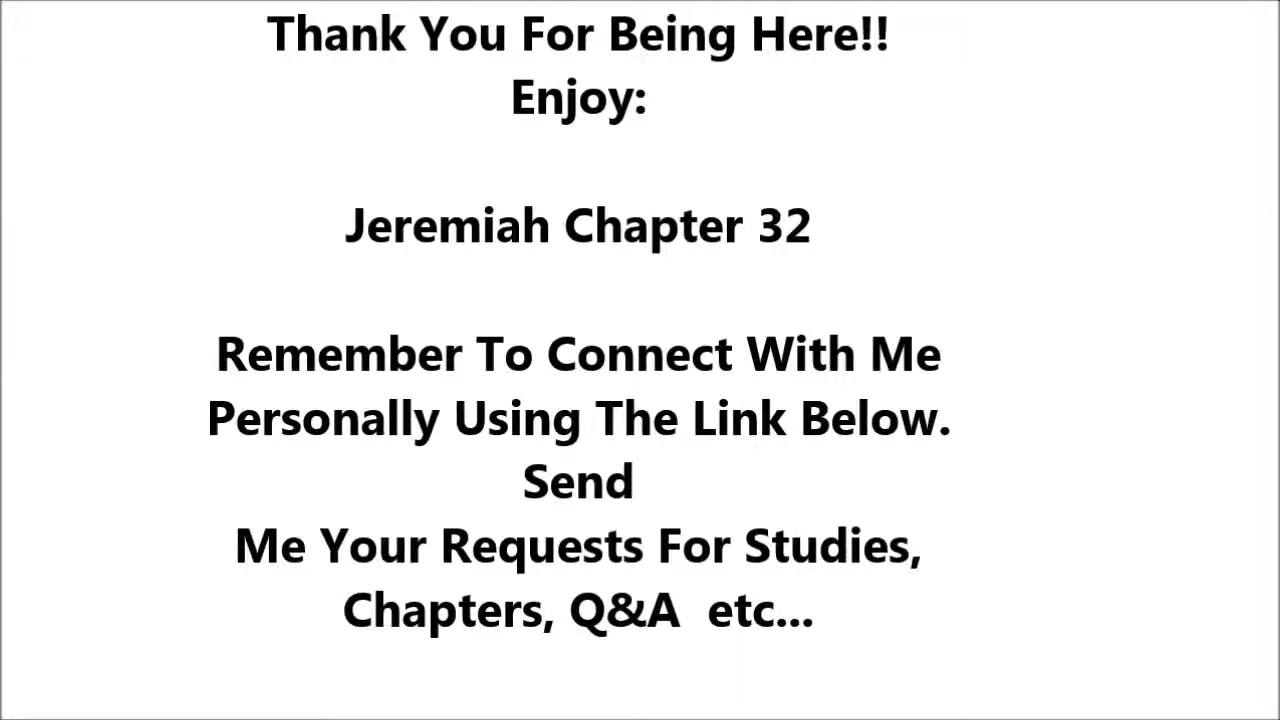 Thank You For Being Here!!
Enjoy:
Jeremiah Chapter 32
Remember To Connect With Me
Personally Using The Link Below.
Send
Me Your Requests For Studies,
Chapters, Q&A  etc...